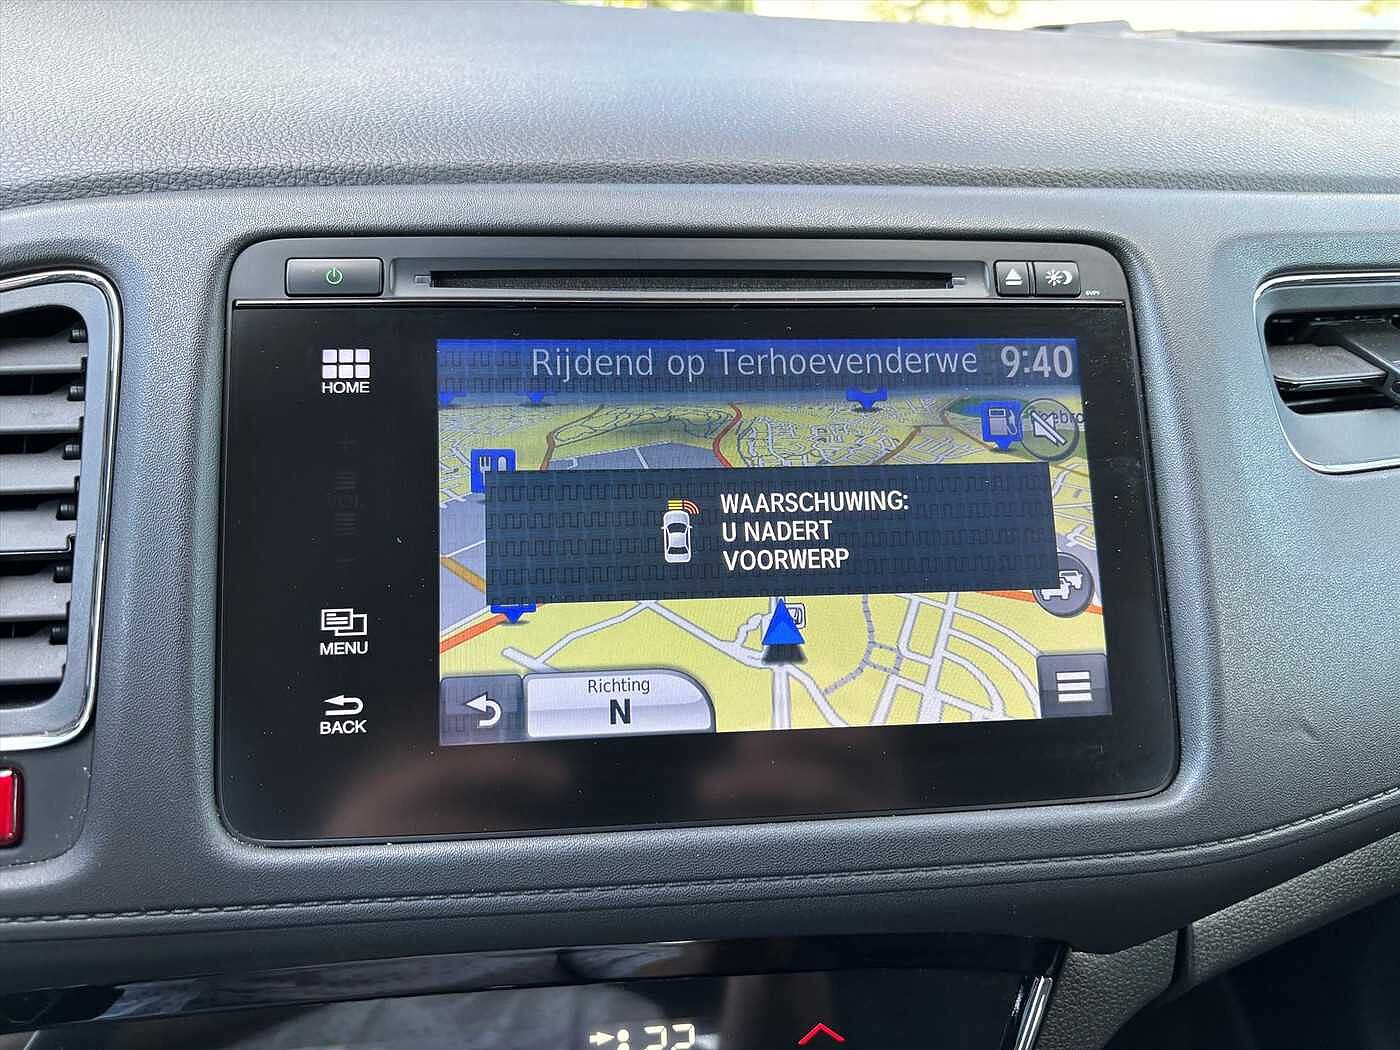 Rijdend op Terhoevenderwe 9:40
HOME
WAARSCHUWING:
U NADERT
VOORWERP
MENU
BACK
Richting
N